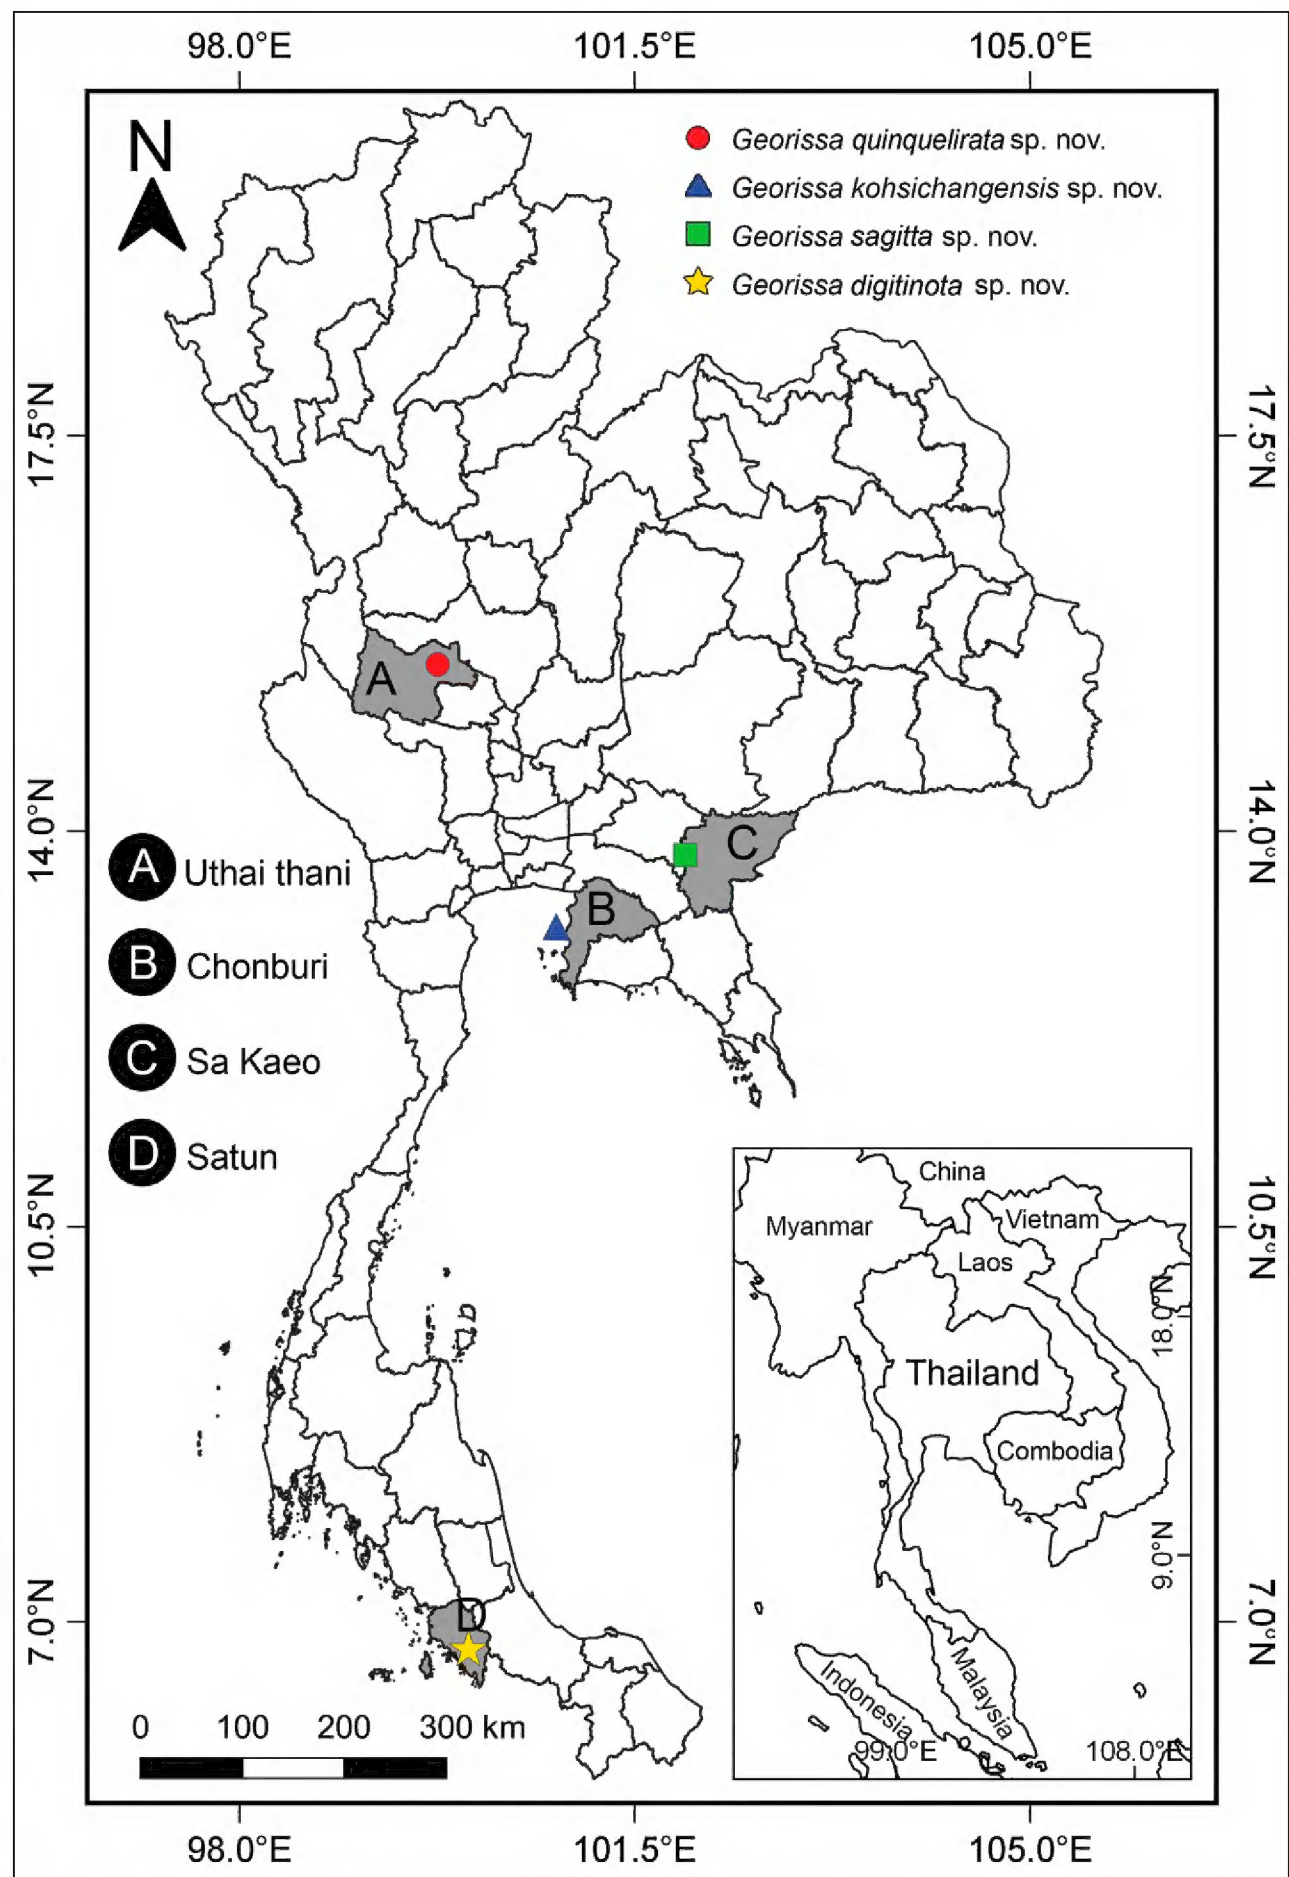 98.0°E 101.5°E 105.0°E
N
Georissa quinquelirata sp. nov.
Georissa kohsichangensis sp. nov.
Georissa sagitta sp. nov.
Georissa digitinota sp. nov.
17.5°N 17.5°N
A
14.0°N 14.0°N
C
B
A Uthai thani
B Chonburi
C Sa Kaeo
D Satun
10.5°N 10.5°N
China
Myanmar
Vietnam
Laos
18.0°N
Thailand
Combodia
9.0°N
D
7.0°N 7.0°N
Malaysia
Indonesia
99.0°E 108.0°E
0 100 200 300 km
98.0°E 101.5°E 105.0°E